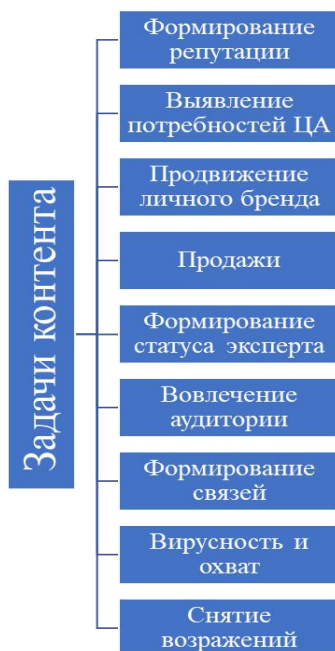 Задачи контента
Формирование
репутации
Выявление
потребностей ЦА
Продвижение
личного бренда
Продажи
Формирование
статуса эксперта
Вовлечение
аудитории
Формирование
связей
Вирусность и
охват
Снятие
возражений